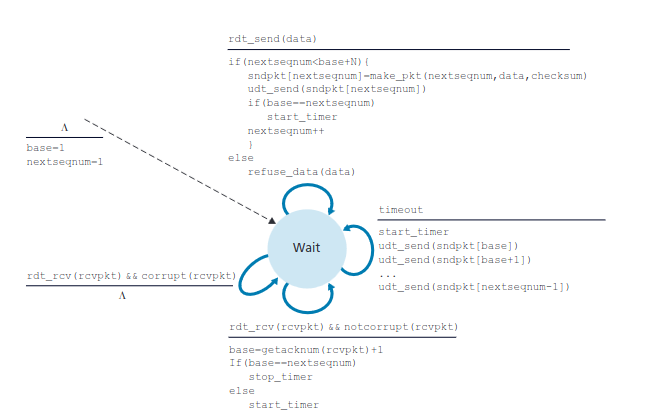 rdt_send(data)
if(nextseqnum<base+N){
sndpkt[nextseqnum]=make_pkt(nextseqnum,data,checksum)
udt_send(sndpkt[nextseqnum])
if(base==nextseqnum)
start_timer
nextseqnum++
}
else
refuse_data(data)
Λ
base=1
nextseqnum=1
Wait
timeout
start_timer
udt_send(sndpkt[base])
udt_send(sndpkt[base+1])
...
udt_send(sndpkt[nextseqnum-1])
rdt_rcv(rcvpkt) && corrupt(rcvpkt)
Λ
rdt_rcv(rcvpkt) && notcorrupt(rcvpkt)
base=getacknum(rcvpkt)+1
If(base==nextseqnum)
stop_timer
else
start_timer